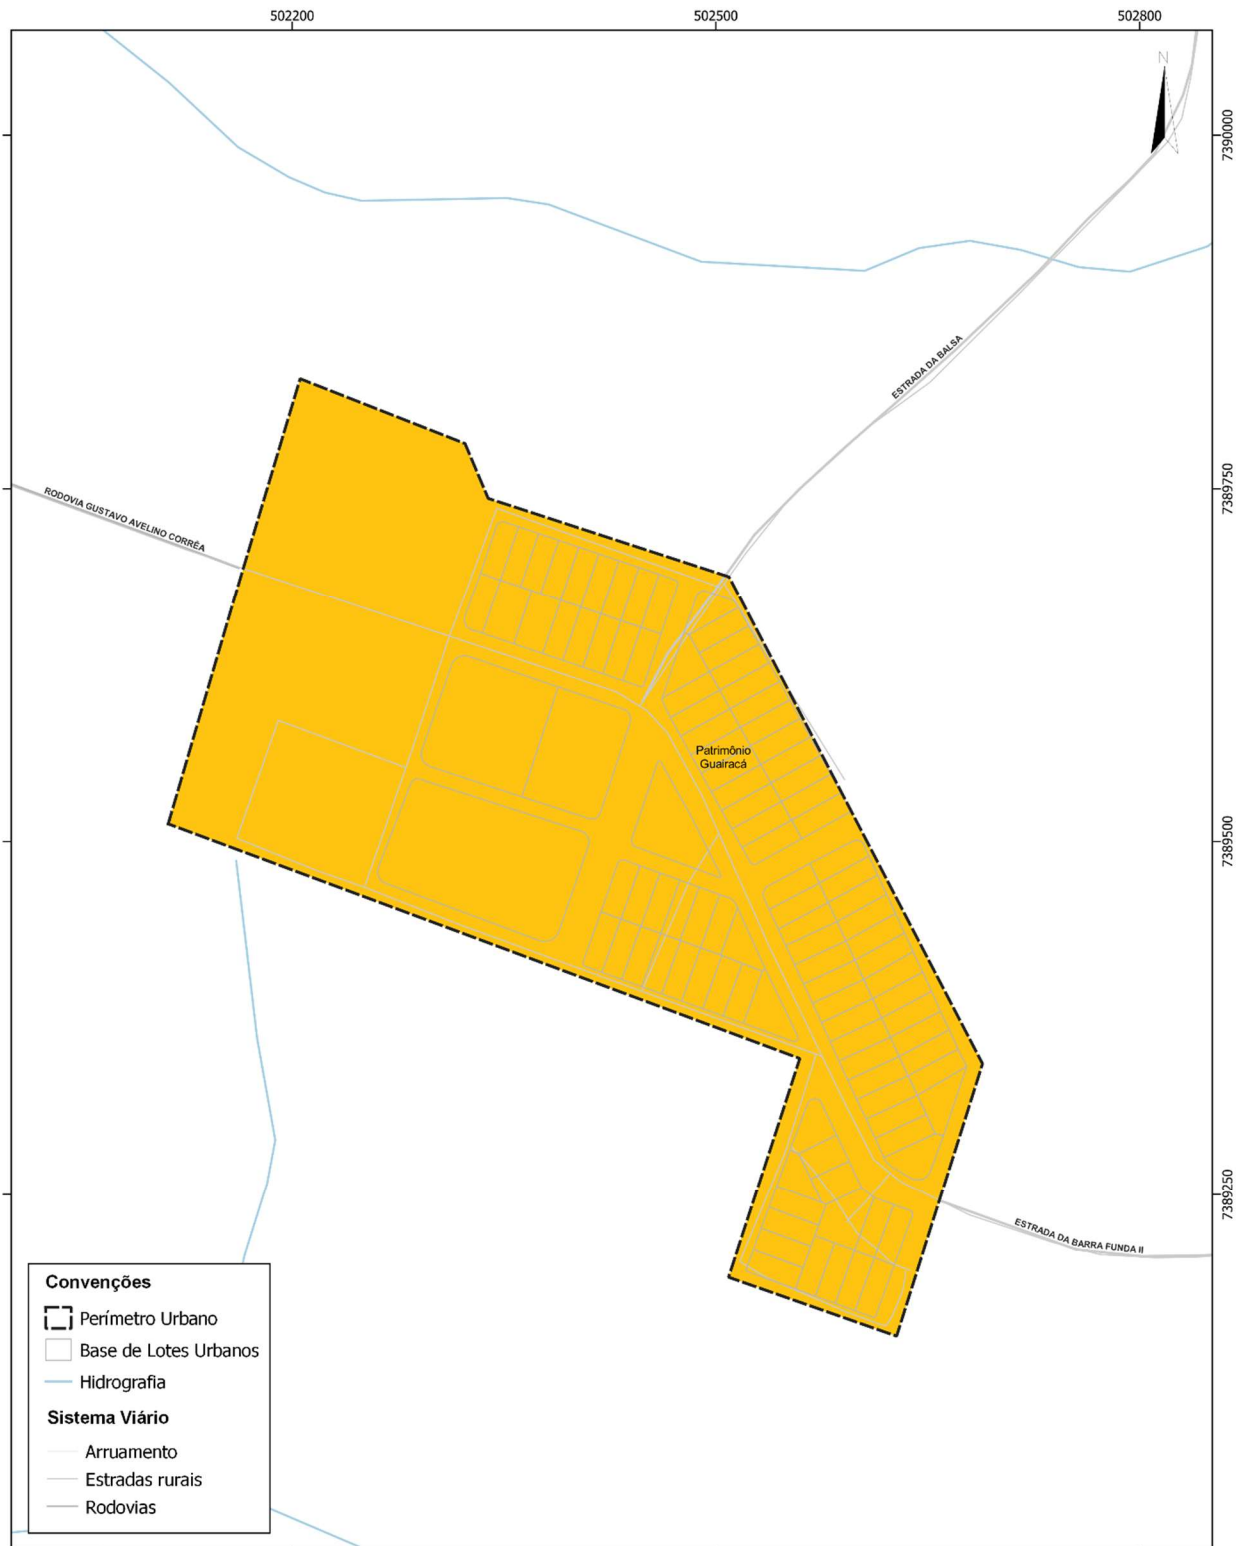 502200
502500
502800
N
7390000
ESTRADA DA BALSA
7389750
RODOVIA GUSTAVO AVELINO CORRÊA
Patrimônio
Guairacá
7389500
7389250
ESTRADA DA BARRA FUNDA II
Convenções
Perímetro Urbano
Base de Lotes Urbanos
Hidrografia
Sistema Viário
Arruamento
Estradas rurais
Rodovias